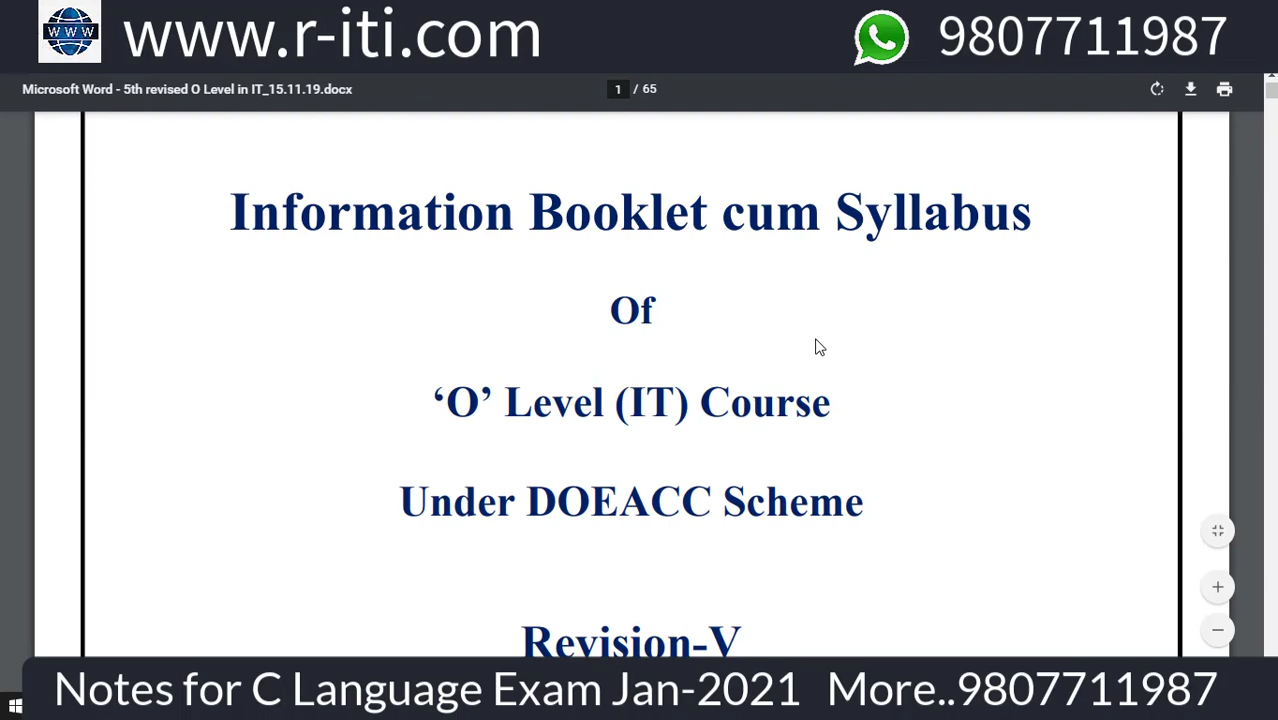 WWW
www.r-iti.com
9807711987
Microsoft Word - 5th revised O Level in IT_15.11.19.docx
1 / 65
Information Booklet cum Syllabus
Of
‘O’ Level (IT) Course
Under DOEACC Scheme
Revision-V
Notes for C Language Exam Jan-2021 More..9807711987